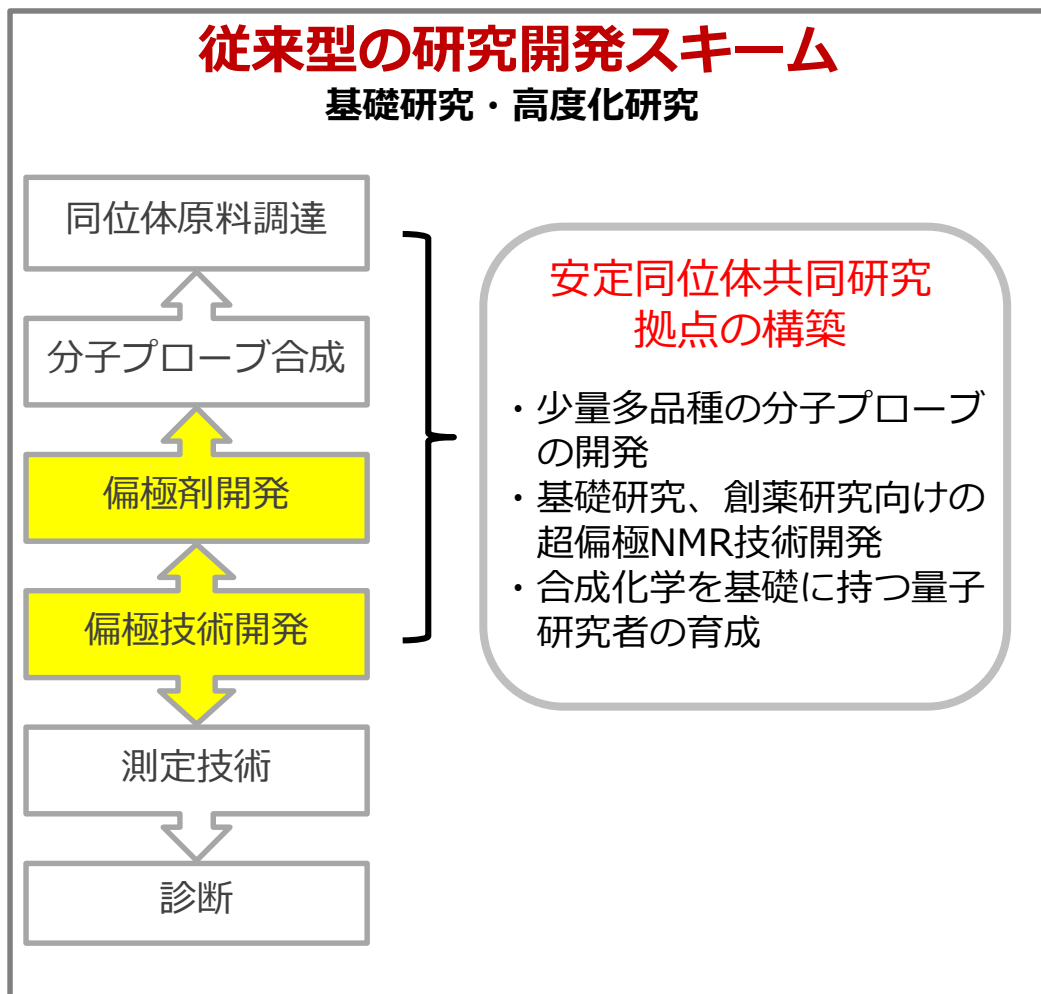 従来型の研究開発スキーム
基礎研究・高度化研究
同位体原料調達
分子プローブ合成
偏極剤開発
偏極技術開発
測定技術
診断
安定同位体共同研究
拠点の構築
・少量多品種の分子プローブ
の開発
・基礎研究、創薬研究向けの
超偏極NMR技術開発
・合成化学を基礎に持つ量子
研究者の育成